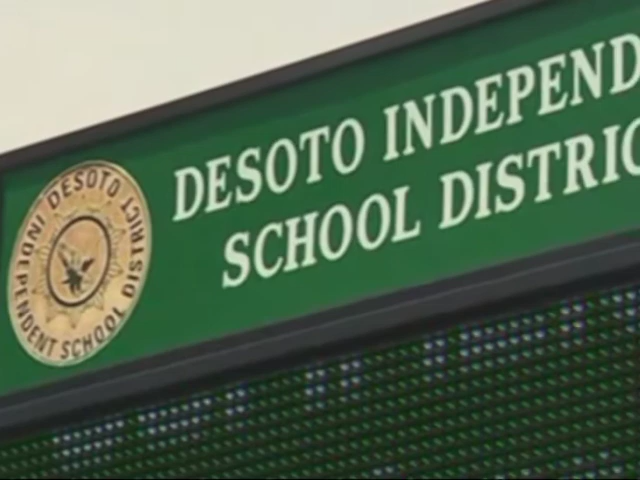 DESOTO INDEPEND
SCHOOL DISTRIC
DESOTO INDEPENDENT SCHOOL DISTRICT